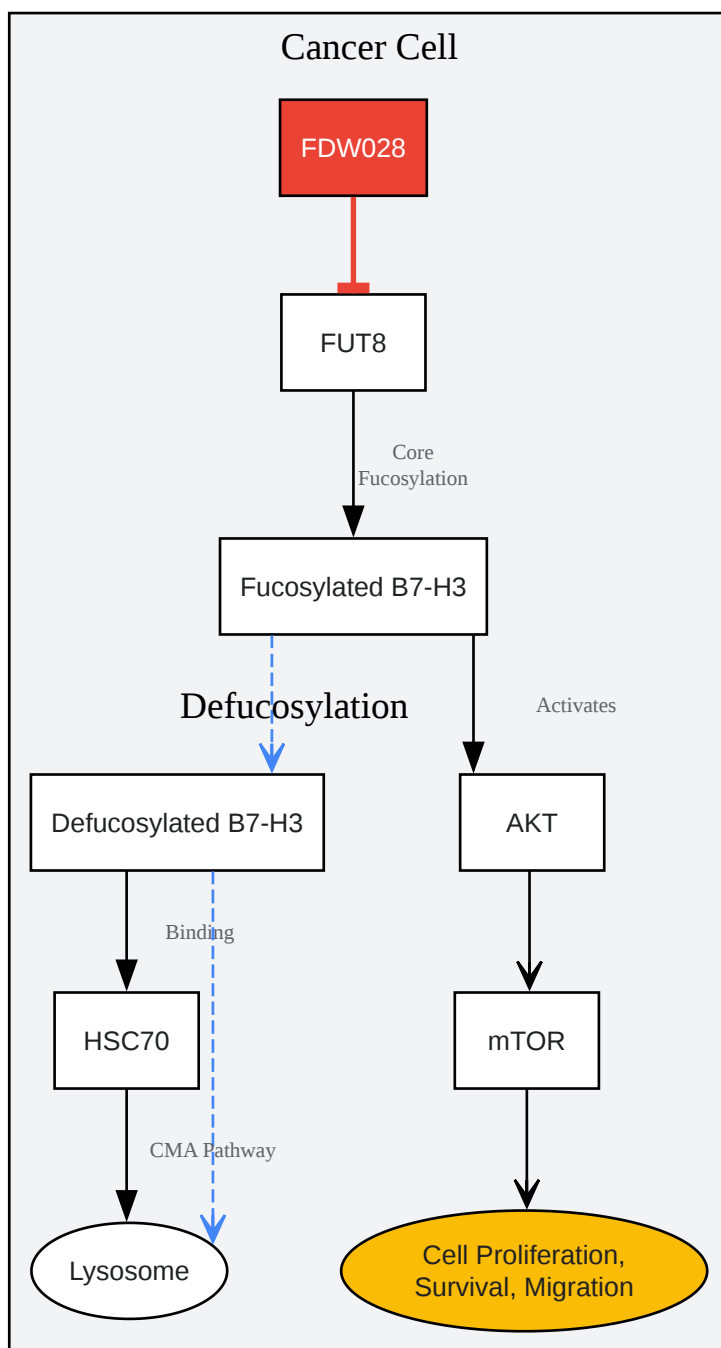 Cancer Cell
FDW028
FUT8
Core
Fucosylation
Fucosylated B7-H3
Defucosylation
Activates
Defucosylated B7-H3
AKT
Binding
HSC70
mTOR
CMA Pathway
Lysosome
Cell Proliferation,
Survival, Migration